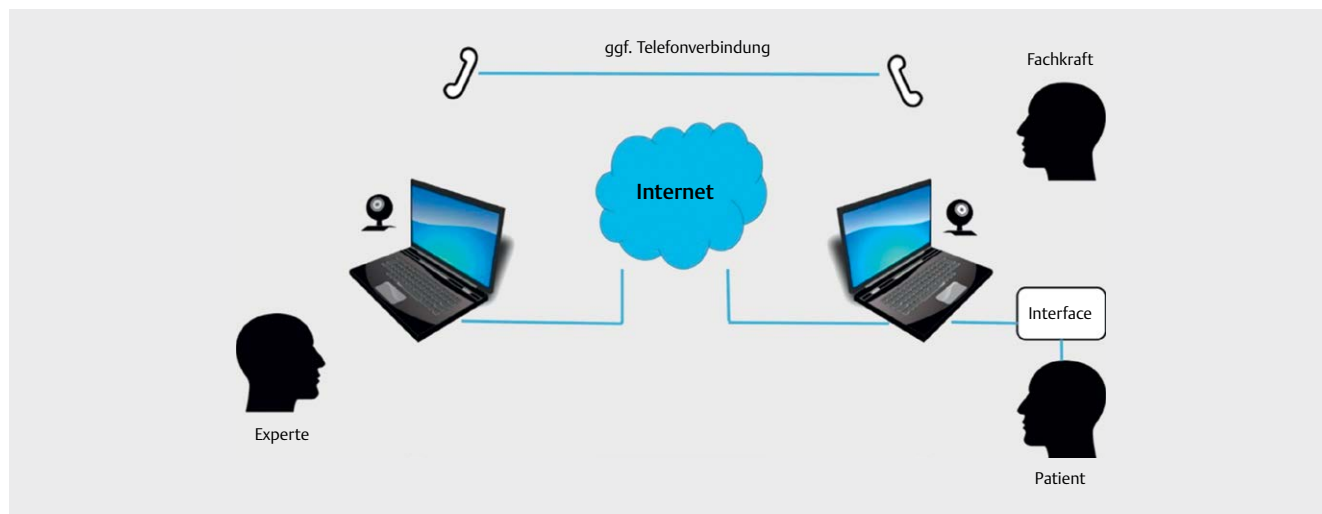 ggf. Telefonverbindung
Fachkraft
Internet
Interface
Experte
Patient